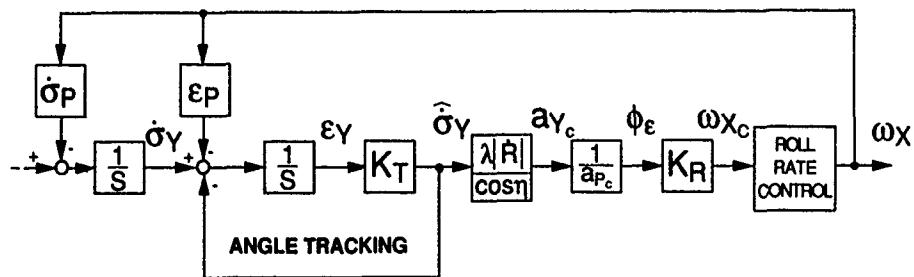 σ̇P
εP
+
-
1/S
σ̇Y
+
-
-
1/S
εY
KT
σ̇̂Y
λ|Ṙ|/cosη
aYc
1/aPc
ϕε
KR
ωXc
ROLL
RATE
CONTROL
ωX
ANGLE TRACKING